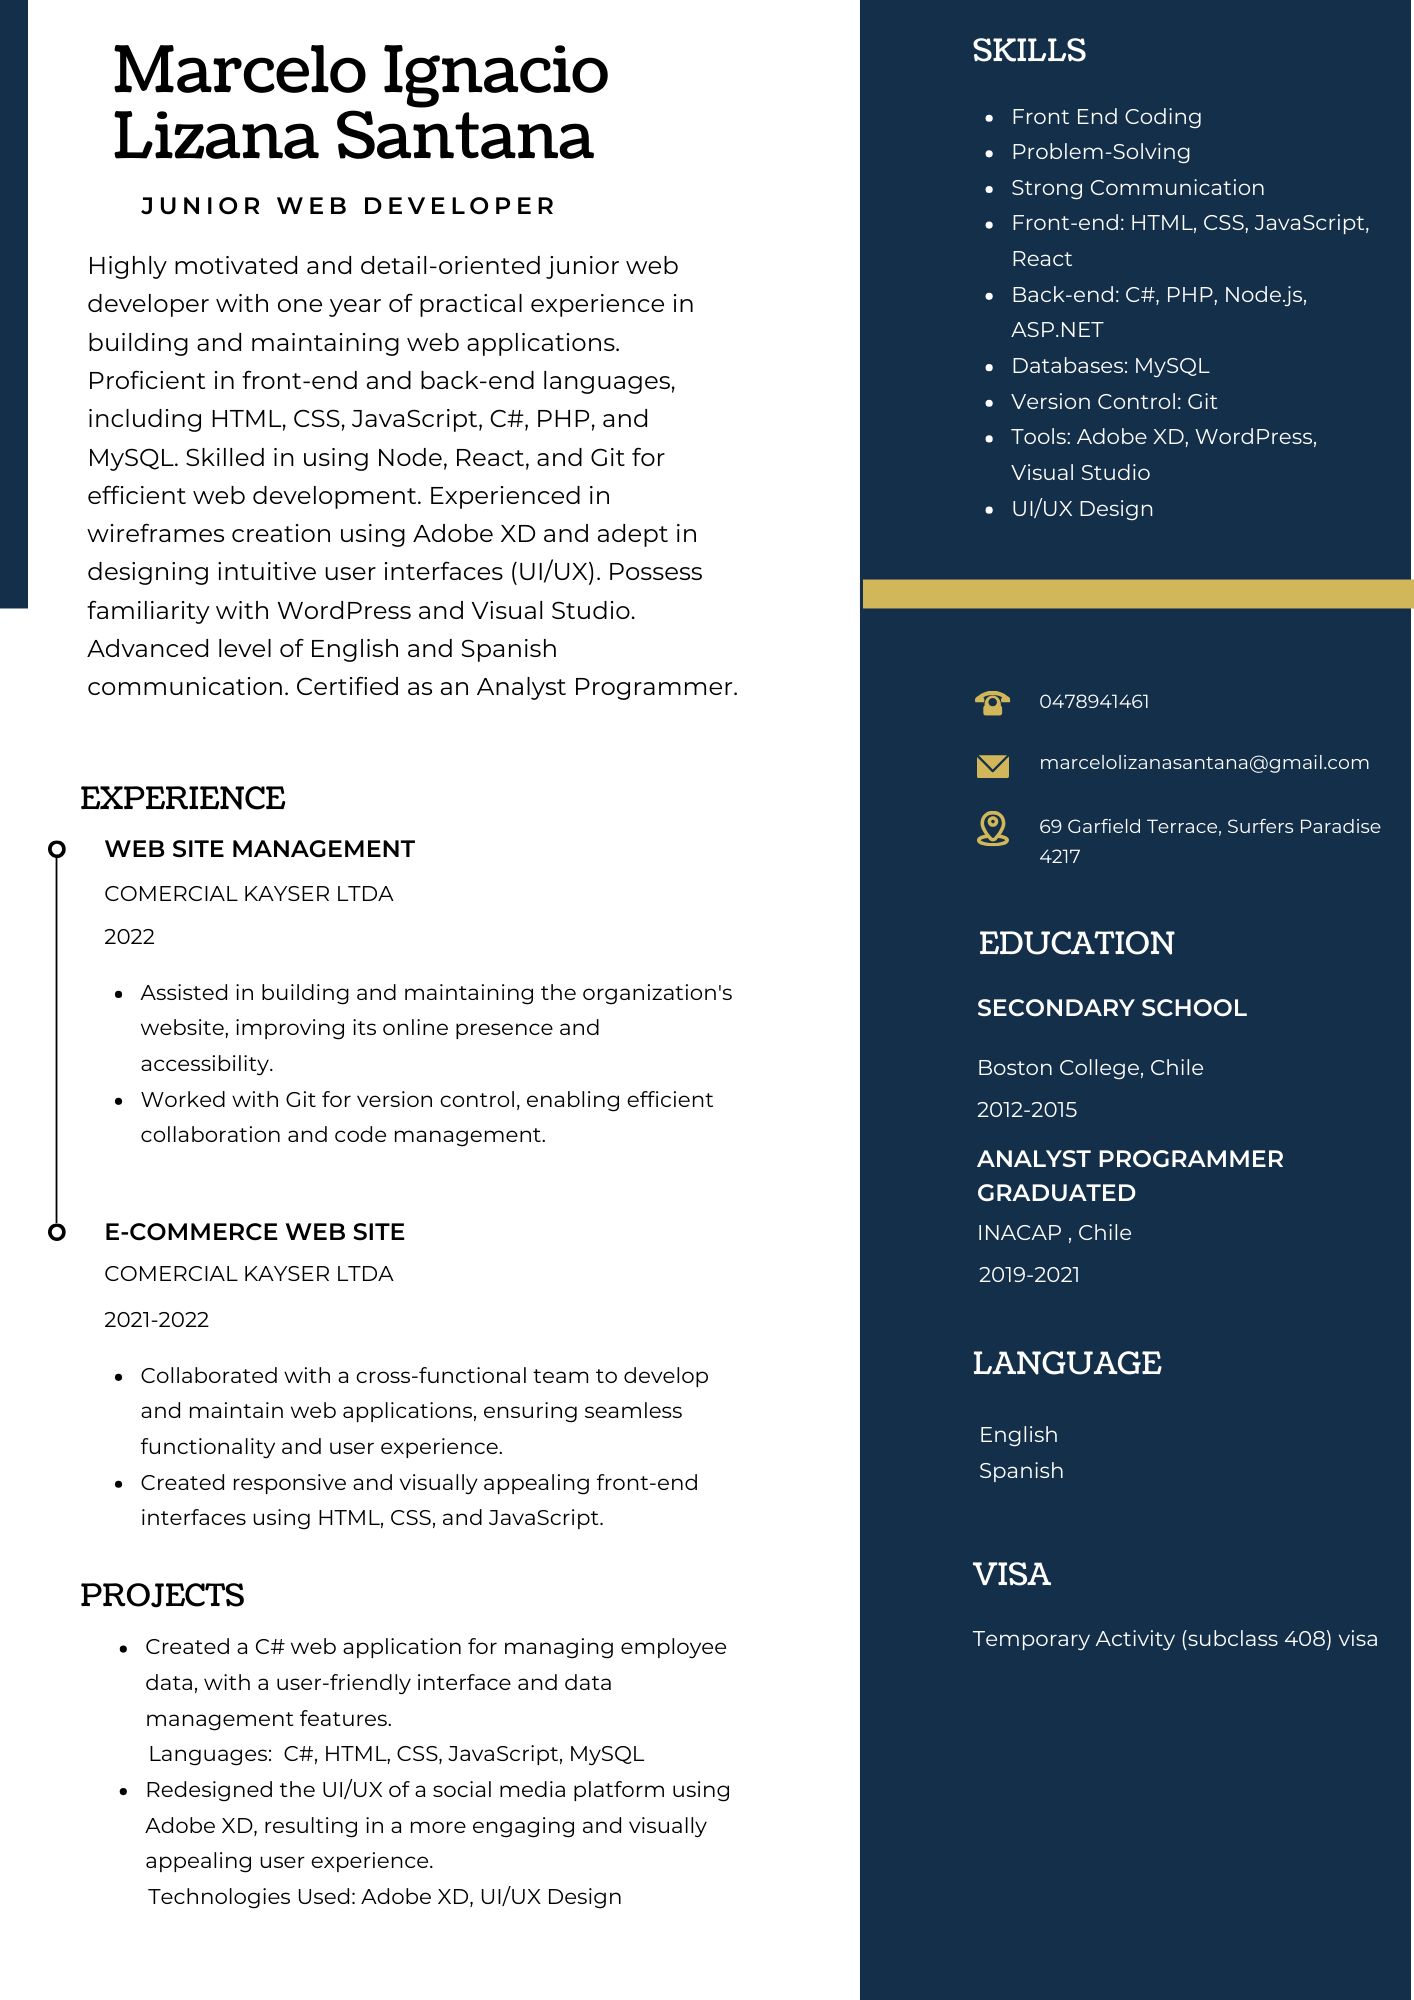 Marcelo Ignacio
Lizana Santana
JUNIOR WEB DEVELOPER
Highly motivated and detail-oriented junior web
developer with one year of practical experience in
building and maintaining web applications.
Proficient in front-end and back-end languages,
including HTML, CSS, JavaScript, C#, PHP, and
MySQL. Skilled in using Node, React, and Git for
efficient web development. Experienced in
wireframes creation using Adobe XD and adept in
designing intuitive user interfaces (UI/UX). Possess
familiarity with WordPress and Visual Studio.
Advanced level of English and Spanish
communication. Certified as an Analyst Programmer.
EXPERIENCE
WEB SITE MANAGEMENT
COMERCIAL KAYSER LTDA
2022
• Assisted in building and maintaining the organization's
website, improving its online presence and
accessibility.
• Worked with Git for version control, enabling efficient
collaboration and code management.
E-COMMERCE WEB SITE
COMERCIAL KAYSER LTDA
2021-2022
• Collaborated with a cross-functional team to develop
and maintain web applications, ensuring seamless
functionality and user experience.
• Created responsive and visually appealing front-end
interfaces using HTML, CSS, and JavaScript.
PROJECTS
• Created a C# web application for managing employee
data, with a user-friendly interface and data
management features.
Languages:  C#, HTML, CSS, JavaScript, MySQL
• Redesigned the UI/UX of a social media platform using
Adobe XD, resulting in a more engaging and visually
appealing user experience.
Technologies Used: Adobe XD, UI/UX Design
SKILLS
• Front End Coding
• Problem-Solving
• Strong Communication
• Front-end: HTML, CSS, JavaScript,
React
• Back-end: C#, PHP, Node.js,
ASP.NET
• Databases: MySQL
• Version Control: Git
• Tools: Adobe XD, WordPress,
Visual Studio
• UI/UX Design
0478941461
marcelolizanasantana@gmail.com
69 Garfield Terrace, Surfers Paradise
4217
EDUCATION
SECONDARY SCHOOL
Boston College, Chile
2012-2015
ANALYST PROGRAMMER
GRADUATED
INACAP , Chile
2019-2021
LANGUAGE
English
Spanish
VISA
Temporary Activity (subclass 408) visa